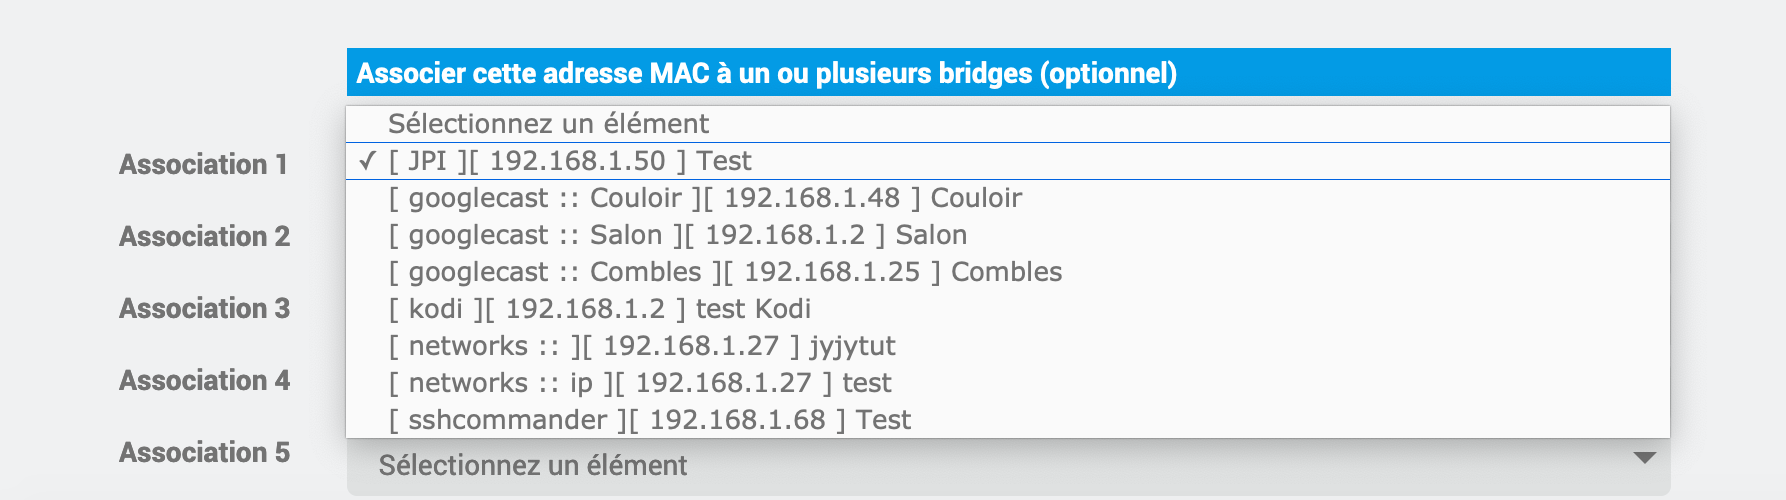 Associer cette adresse MAC à un ou plusieurs bridges (optionnel)
Sélectionnez un élément
Association 1
✓ [ JPI ][ 192.168.1.50 ] Test
[ googlecast :: Couloir ][ 192.168.1.48 ] Couloir
Association 2
[ googlecast :: Salon ][ 192.168.1.2 ] Salon
[ googlecast :: Combles ][ 192.168.1.25 ] Combles
Association 3
[ kodi ][ 192.168.1.2 ] test Kodi
[ networks :: ][ 192.168.1.27 ] jyjytut
Association 4
[ networks :: ip ][ 192.168.1.27 ] test
[ sshcommander ][ 192.168.1.68 ] Test
Association 5
Sélectionnez un élément